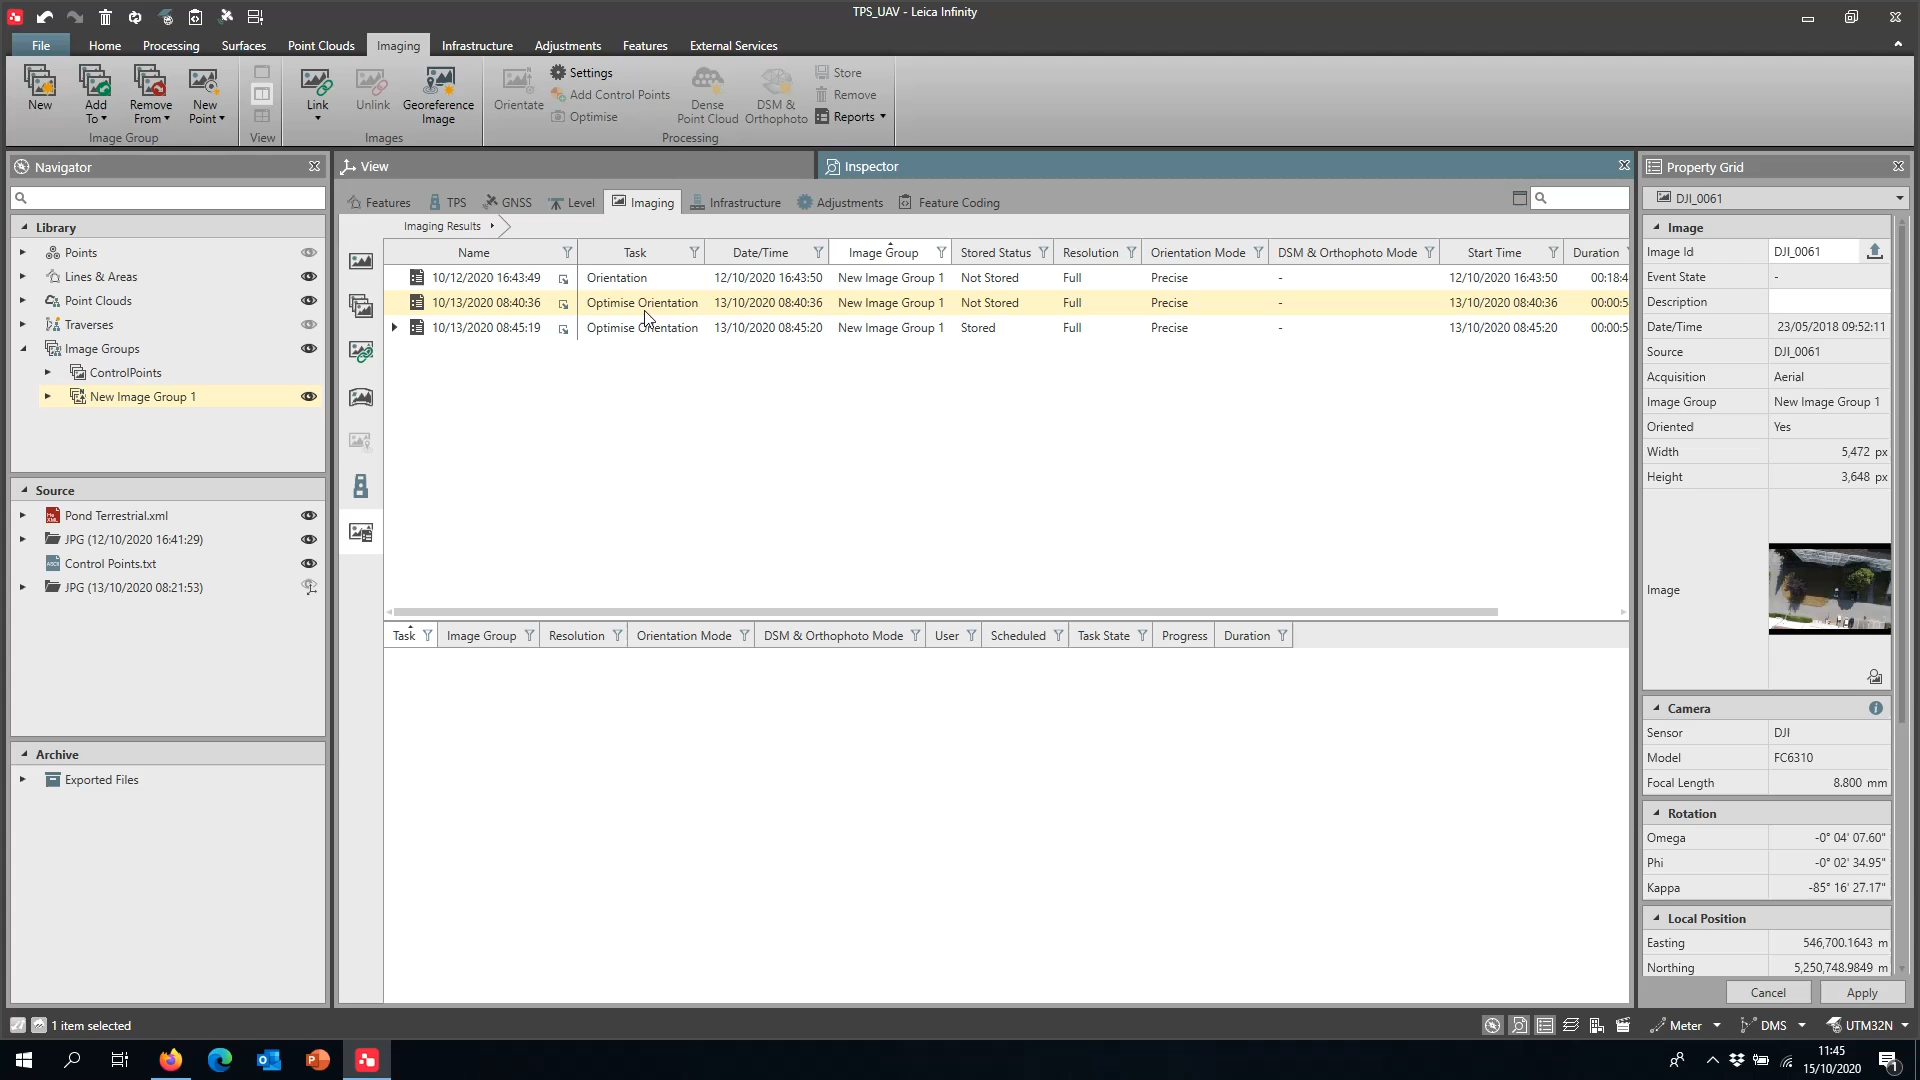 TPS_UAV - Leica Infinity
File Home Processing Surfaces Point Clouds Imaging Infrastructure Adjustments Features External Services
New
Add To
Remove From
New Point
Link
Unlink
Georeference Image
Orientate
Settings
Add Control Points
Optimise
Dense Point Cloud
DSM & Orthophoto
Store
Remove
Reports
Image Group View Images Processing
Navigator
Library
Points
Lines & Areas
Point Clouds
Traverses
Image Groups
ControlPoints
New Image Group 1
Source
Pond Terrestrial.xml
JPG (12/10/2020 16:41:29)
Control Points.txt
JPG (13/10/2020 08:21:53)
Archive
Exported Files
View
Inspector
Features TPS GNSS Level Imaging Infrastructure Adjustments Feature Coding
Imaging Results
Name Task Date/Time Image Group Stored Status Resolution Orientation Mode DSM & Orthophoto Mode Start Time Duration
10/12/2020 16:43:49 Orientation 12/10/2020 16:43:50 New Image Group 1 Not Stored Full Precise - 12/10/2020 16:43:50 00:18:4
10/13/2020 08:40:36 Optimise Orientation 13/10/2020 08:40:36 New Image Group 1 Not Stored Full Precise - 13/10/2020 08:40:36 00:00:5
10/13/2020 08:45:19 Optimise Orientation 13/10/2020 08:45:20 New Image Group 1 Stored Full Precise - 13/10/2020 08:45:20 00:00:5
Task Image Group Resolution Orientation Mode DSM & Orthophoto Mode User Scheduled Task State Progress Duration
Property Grid
DJI_0061
Image
Image Id DJI_0061
Event State -
Description
Date/Time 23/05/2018 09:52:11
Source DJI_0061
Acquisition Aerial
Image Group New Image Group 1
Oriented Yes
Width 5,472 px
Height 3,648 px
Image
Camera
Sensor DJI
Model FC6310
Focal Length 8.800 mm
Rotation
Omega -0° 04' 07.60"
Phi -0° 02' 34.95"
Kappa -85° 16' 27.17"
Local Position
Easting 546,700.1643 m
Northing 5,250,748.9849 m
Cancel Apply
1 item selected
Meter DMS UTM32N
11:45
15/10/2020
1